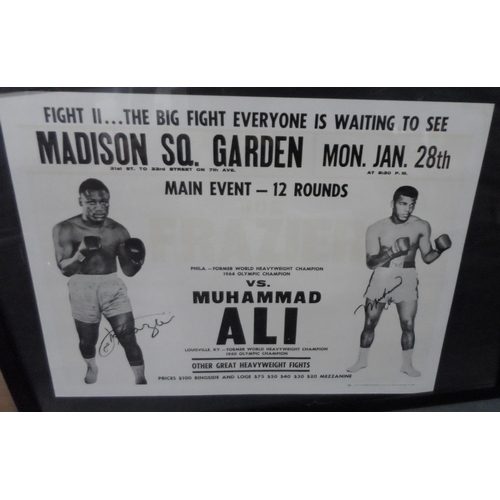 FIGHT II...THE BIG FIGHT EVERYONE IS WAITING TO SEE
MADISON SQ. GARDEN MON. JAN. 28th
31st ST. TO 33rd STREET ON 7th AVE. AT 8:30 P.M.
MAIN EVENT — 12 ROUNDS
FRAZIER
PHILA. — FORMER WORLD HEAVYWEIGHT CHAMPION
1964 OLYMPIC CHAMPION
VS.
MUHAMMAD
ALI
LOUISVILLE, KY. — FORMER WORLD HEAVYWEIGHT CHAMPION
1960 OLYMPIC CHAMPION
OTHER GREAT HEAVYWEIGHT FIGHTS
PRICES $100 RINGSIDE AND LOGE $75 $50 $40 $30 $20 MEZZANINE